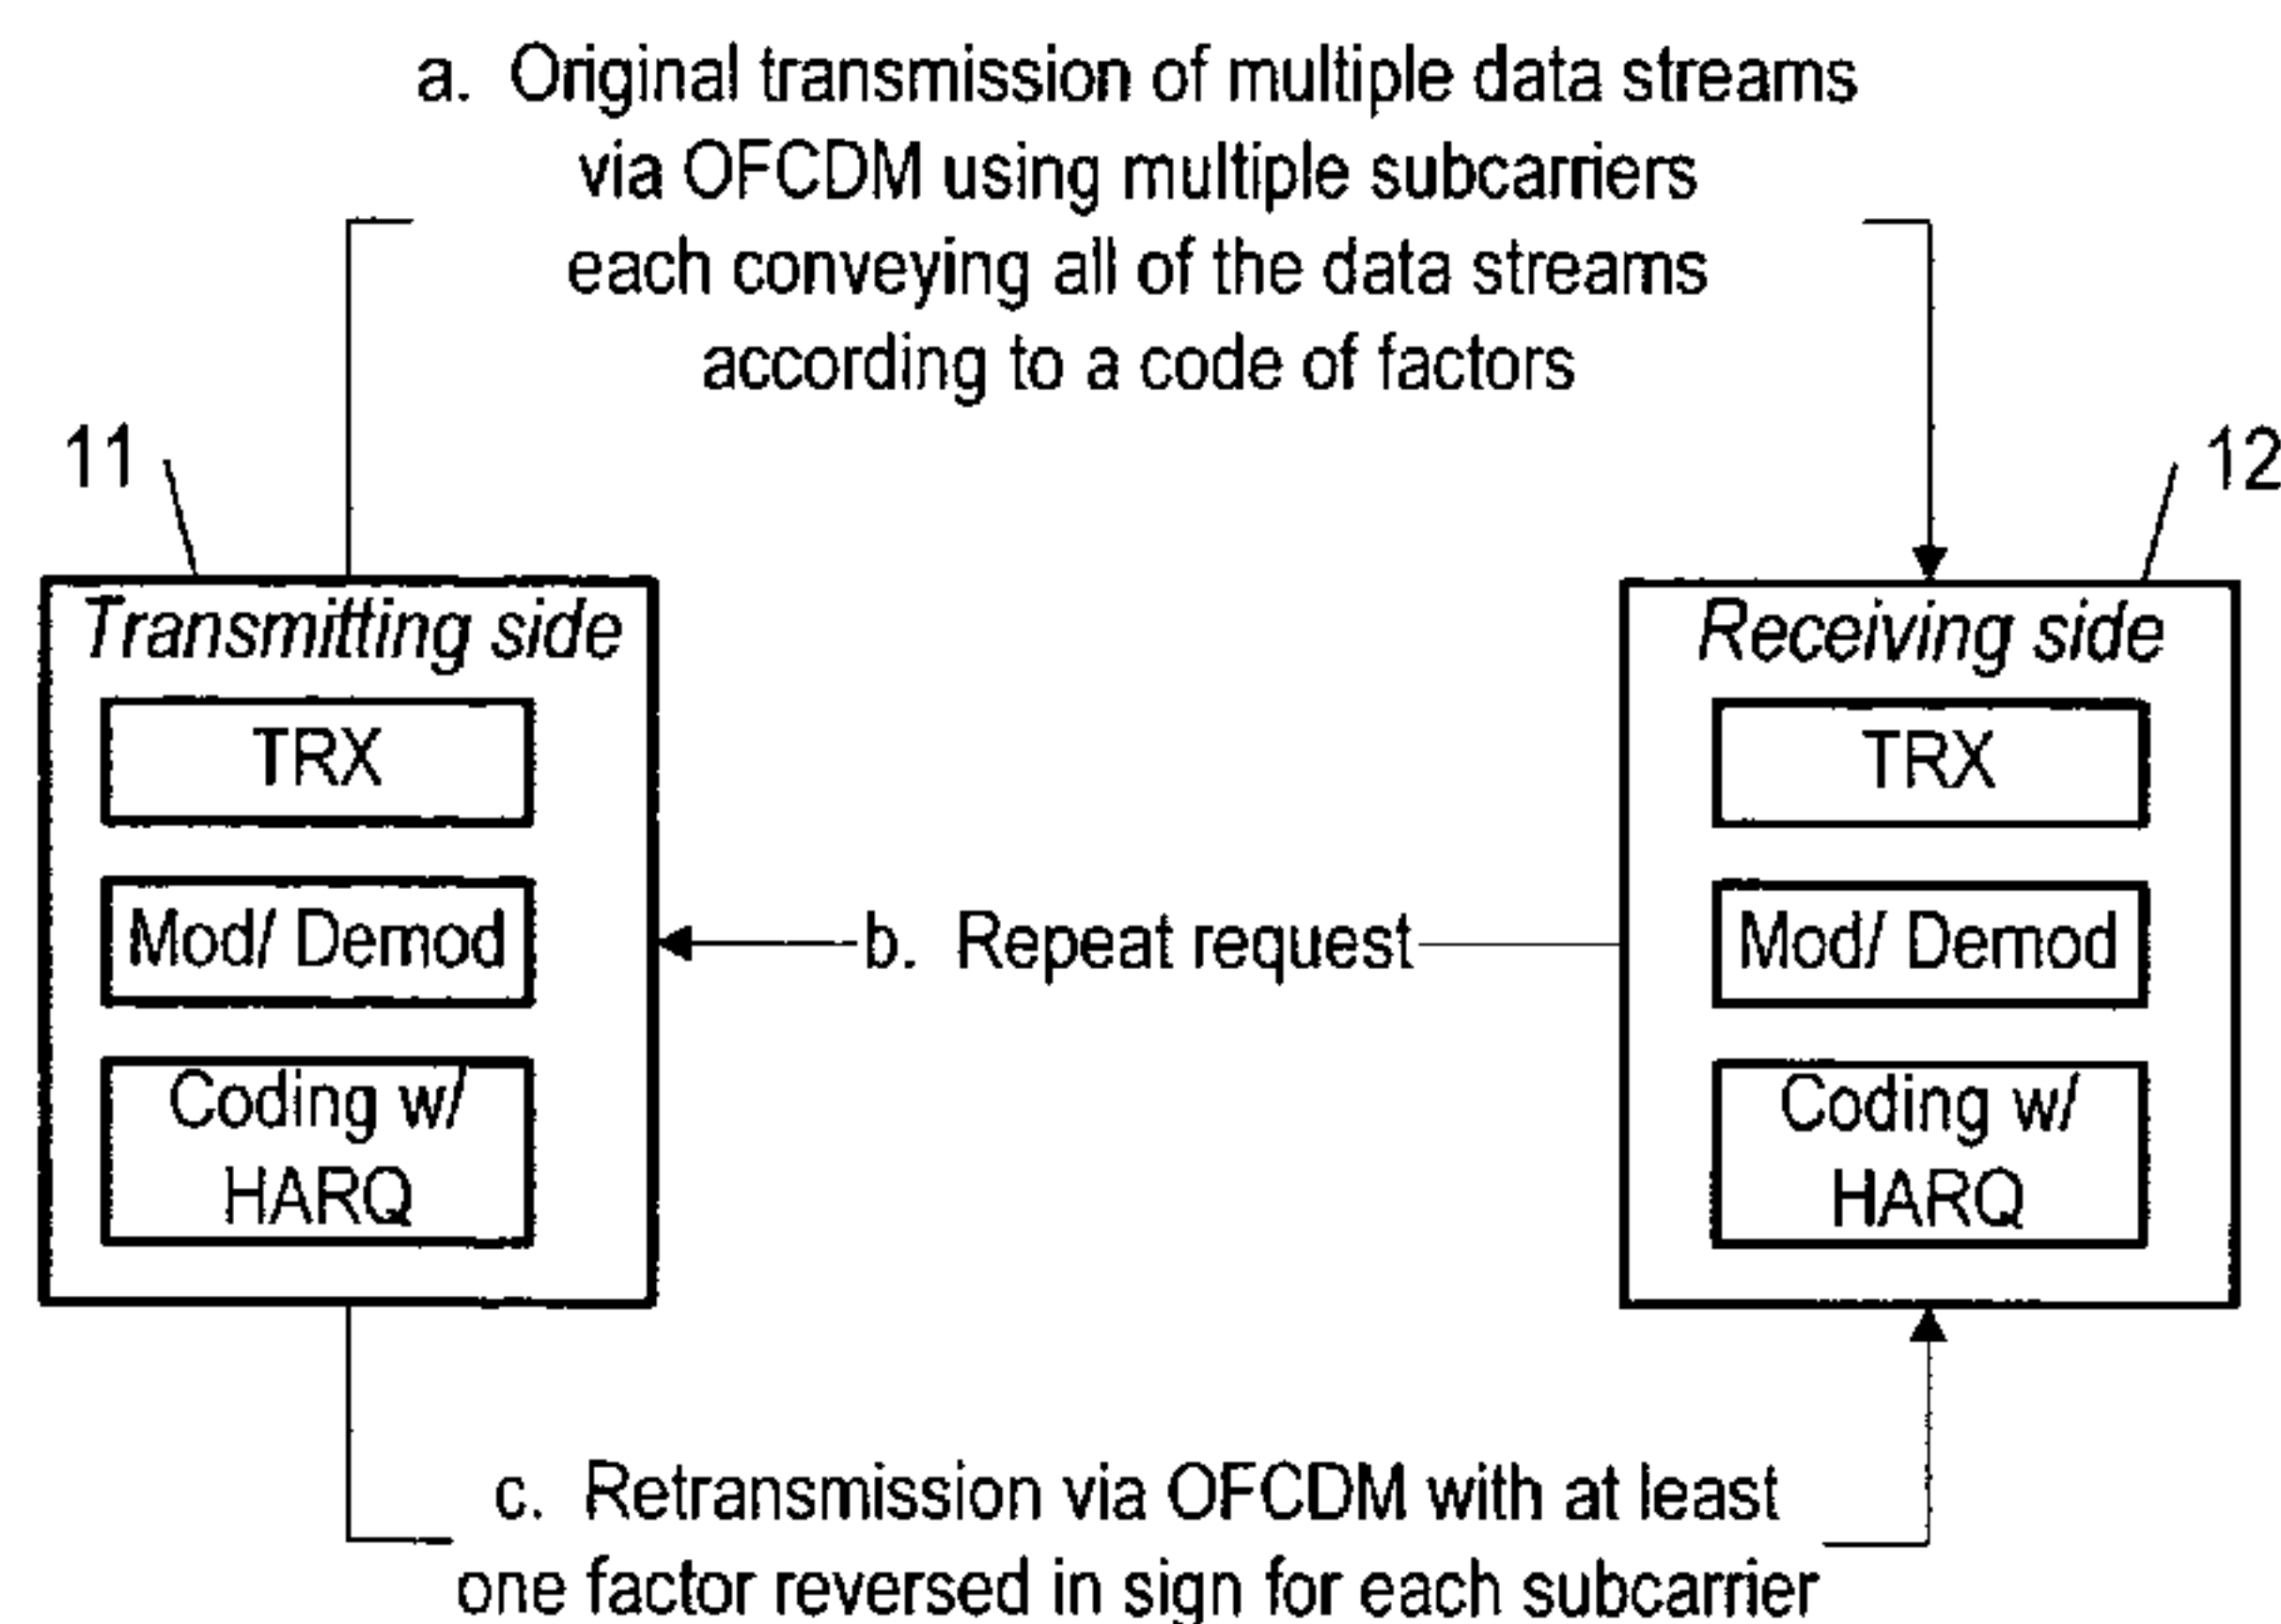 a. Original transmission of multiple data streams
via OFCDM using multiple subcarriers
each conveying all of the data streams
according to a code of factors
11
12
Transmitting side
TRX
Mod/ Demod
Coding w/
HARQ
b. Repeat request
Receiving side
TRX
Mod/ Demod
Coding w/
HARQ
c. Retransmission via OFCDM with at least
one factor reversed in sign for each subcarrier